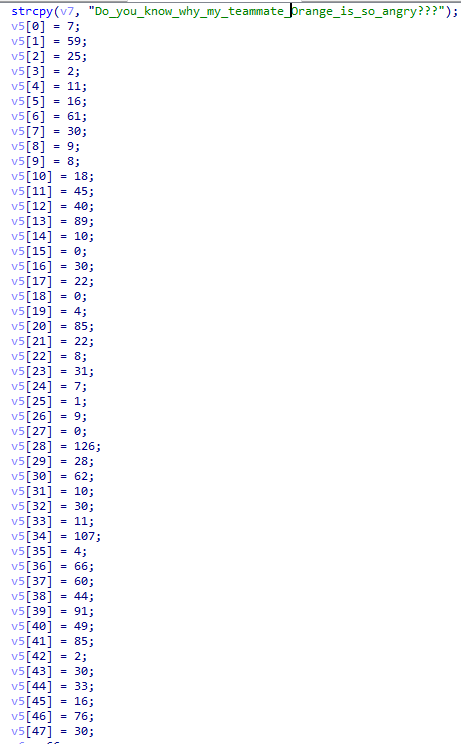 strcpy(v7, "Do_you_know_why_my_teammate_Orange_is_so_angry???");
v5[0] = 7;
v5[1] = 59;
v5[2] = 25;
v5[3] = 2;
v5[4] = 11;
v5[5] = 16;
v5[6] = 61;
v5[7] = 30;
v5[8] = 9;
v5[9] = 8;
v5[10] = 18;
v5[11] = 45;
v5[12] = 40;
v5[13] = 89;
v5[14] = 10;
v5[15] = 0;
v5[16] = 30;
v5[17] = 22;
v5[18] = 0;
v5[19] = 4;
v5[20] = 85;
v5[21] = 22;
v5[22] = 8;
v5[23] = 31;
v5[24] = 7;
v5[25] = 1;
v5[26] = 9;
v5[27] = 0;
v5[28] = 126;
v5[29] = 28;
v5[30] = 62;
v5[31] = 10;
v5[32] = 30;
v5[33] = 11;
v5[34] = 107;
v5[35] = 4;
v5[36] = 66;
v5[37] = 60;
v5[38] = 44;
v5[39] = 91;
v5[40] = 49;
v5[41] = 85;
v5[42] = 2;
v5[43] = 30;
v5[44] = 33;
v5[45] = 16;
v5[46] = 76;
v5[47] = 30;